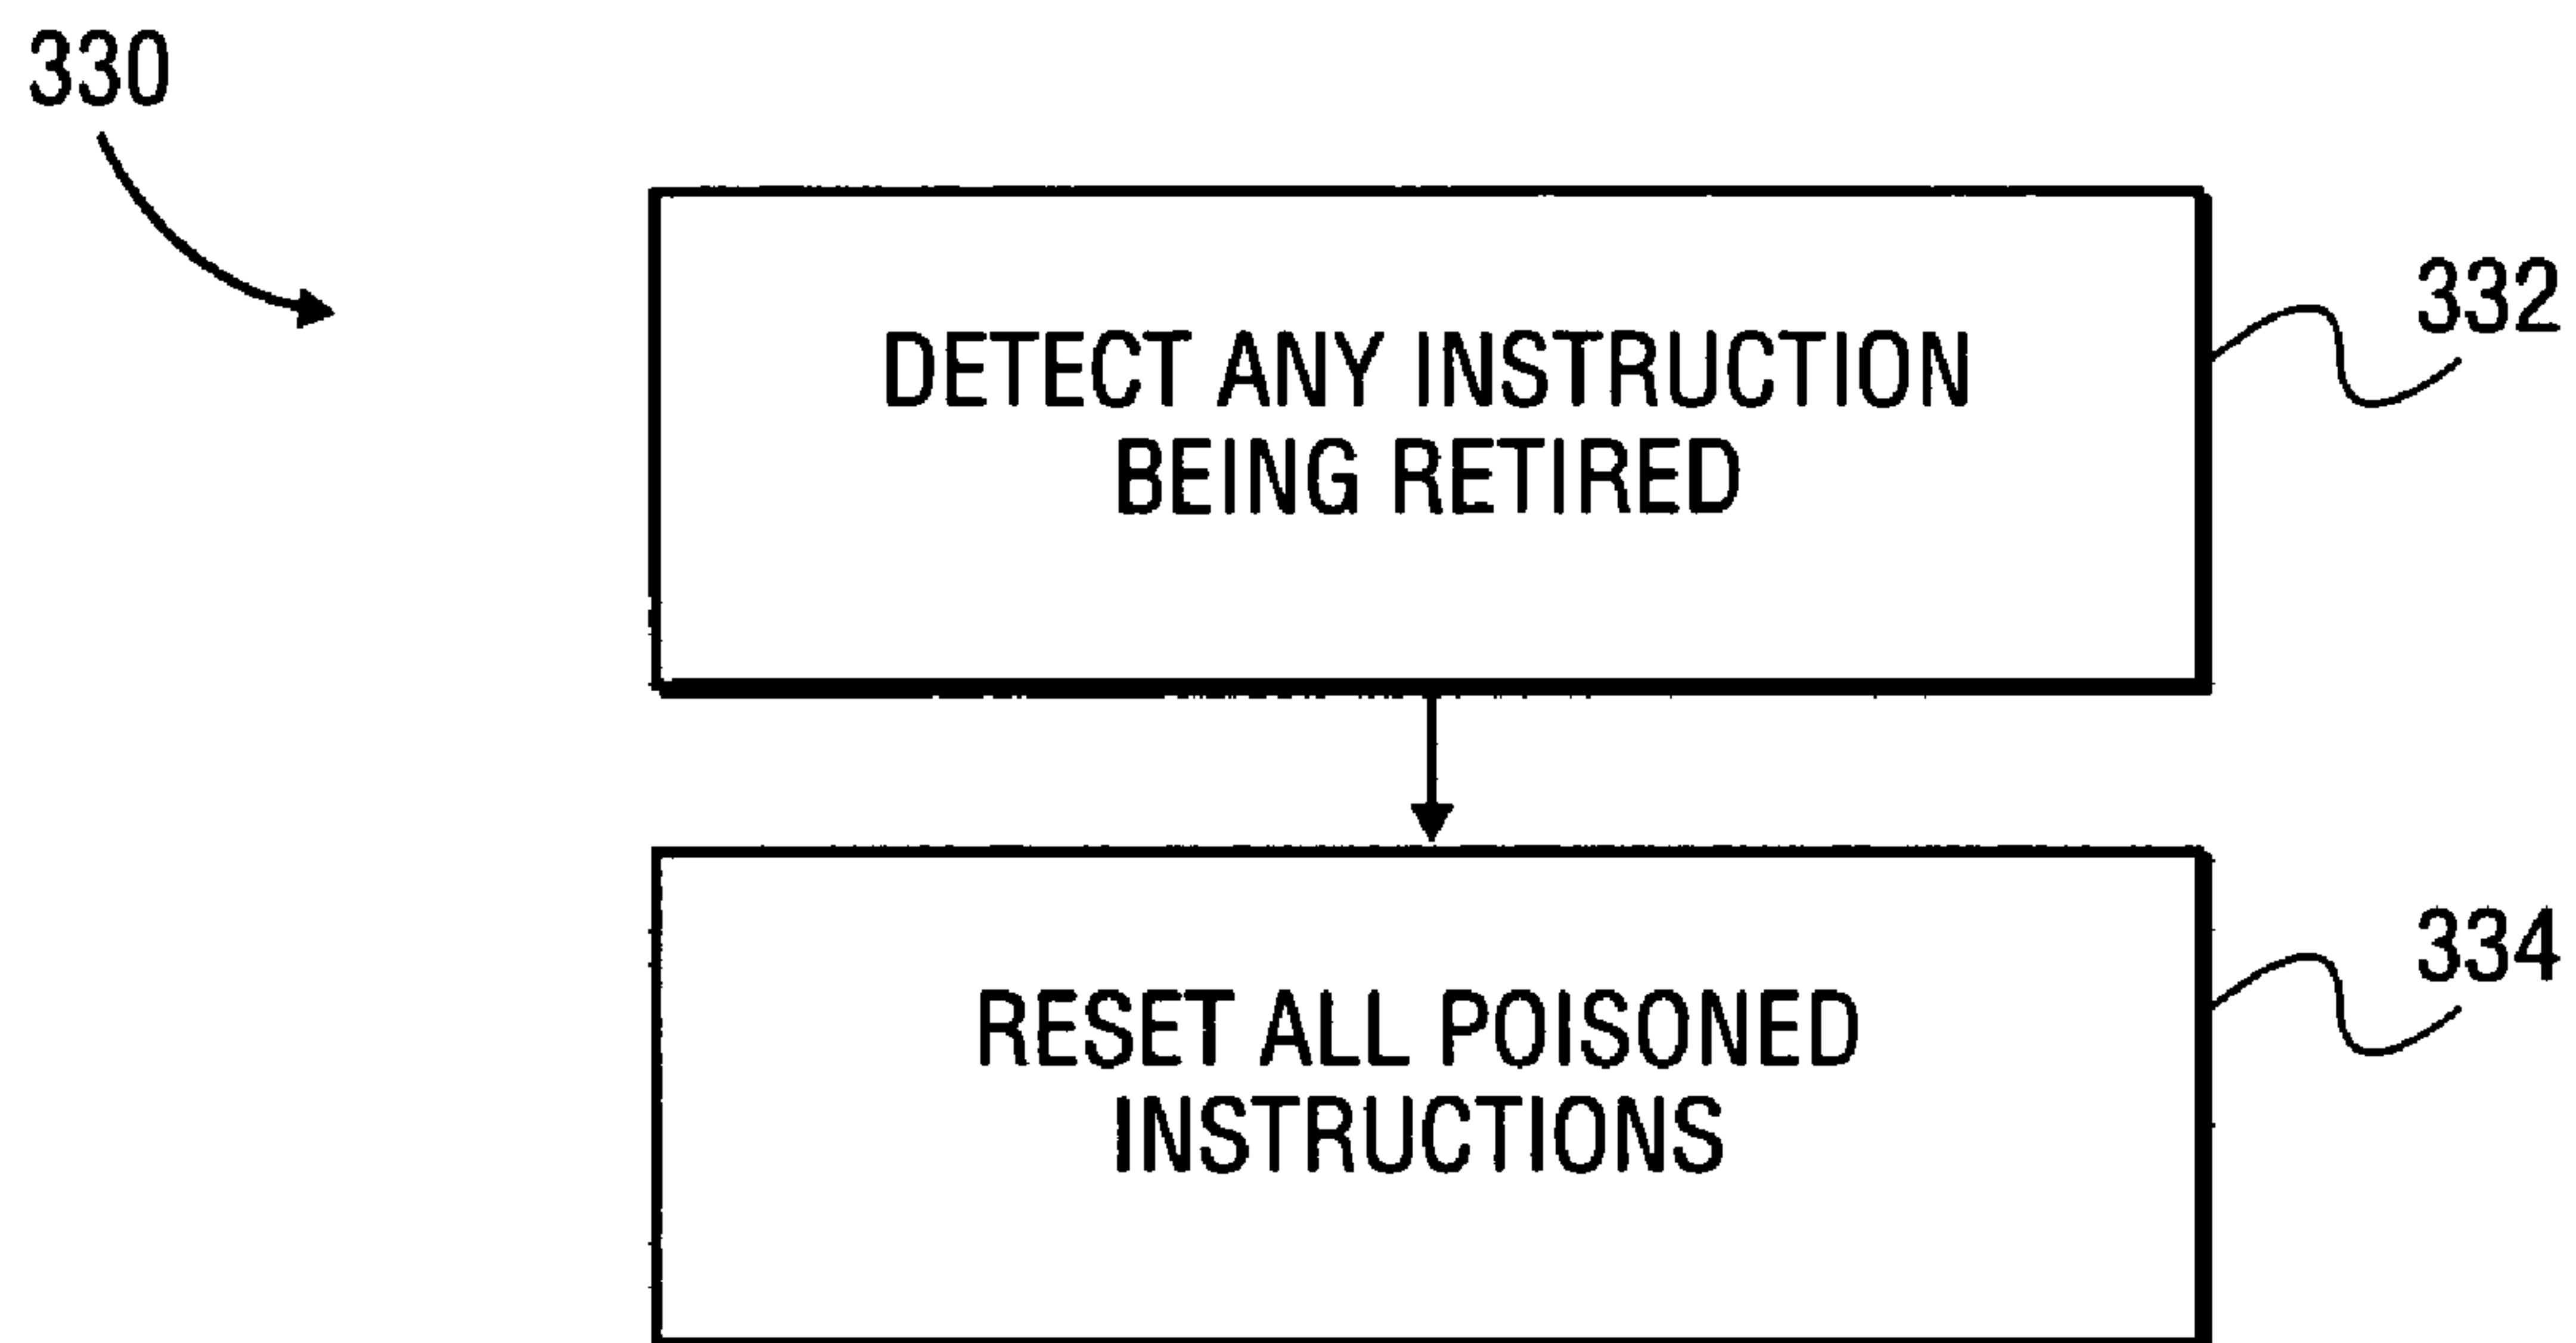 330
DETECT ANY INSTRUCTION
BEING RETIRED
332
RESET ALL POISONED
INSTRUCTIONS
334